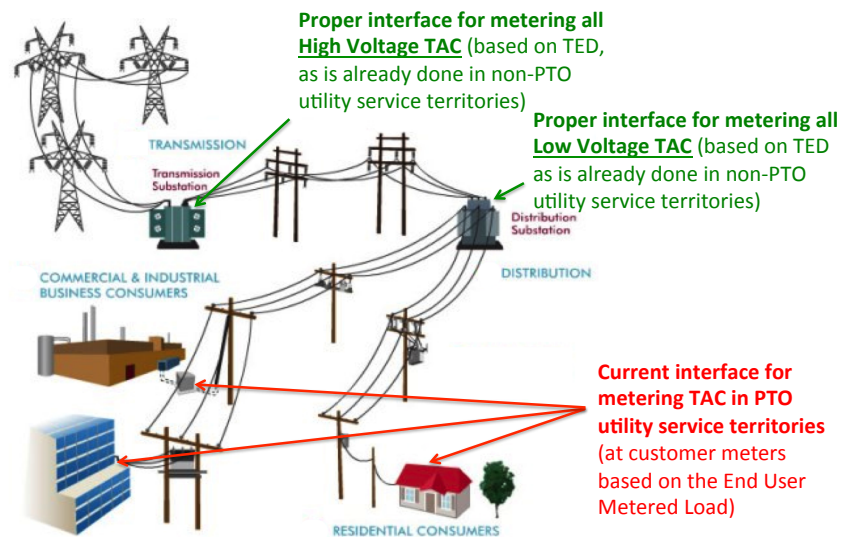 Proper interface for metering all
High Voltage TAC (based on TED,
as is already done in non-PTO
utility service territories)
Proper interface for metering all
Low Voltage TAC (based on TED
as is already done in non-PTO
utility service territories)
TRANSMISSION
Transmission
Substation
Distribution
Substation
DISTRIBUTION
COMMERCIAL & INDUSTRIAL
BUSINESS CONSUMERS
Current interface for
metering TAC in PTO
utility service territories
(at customer meters
based on the End User
Metered Load)
RESIDENTIAL CONSUMERS